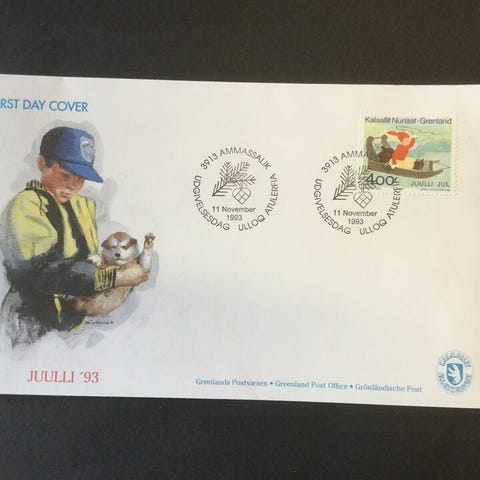 RST DAY COVER
3913 AMMASSALIK
11 November
1993
UDGIVELSESDAG ULLOQ ATULERFIA
3913 AMMA
11 November
1993
UDGIVELSESDAG ULLOQ ATULERFIA
Kalaallit Nunaat·Grønland
400
JUULLI·JUL
JUULLI ´93
Grønlands Postvæsen • Greenland Post Office • Grönländische Post